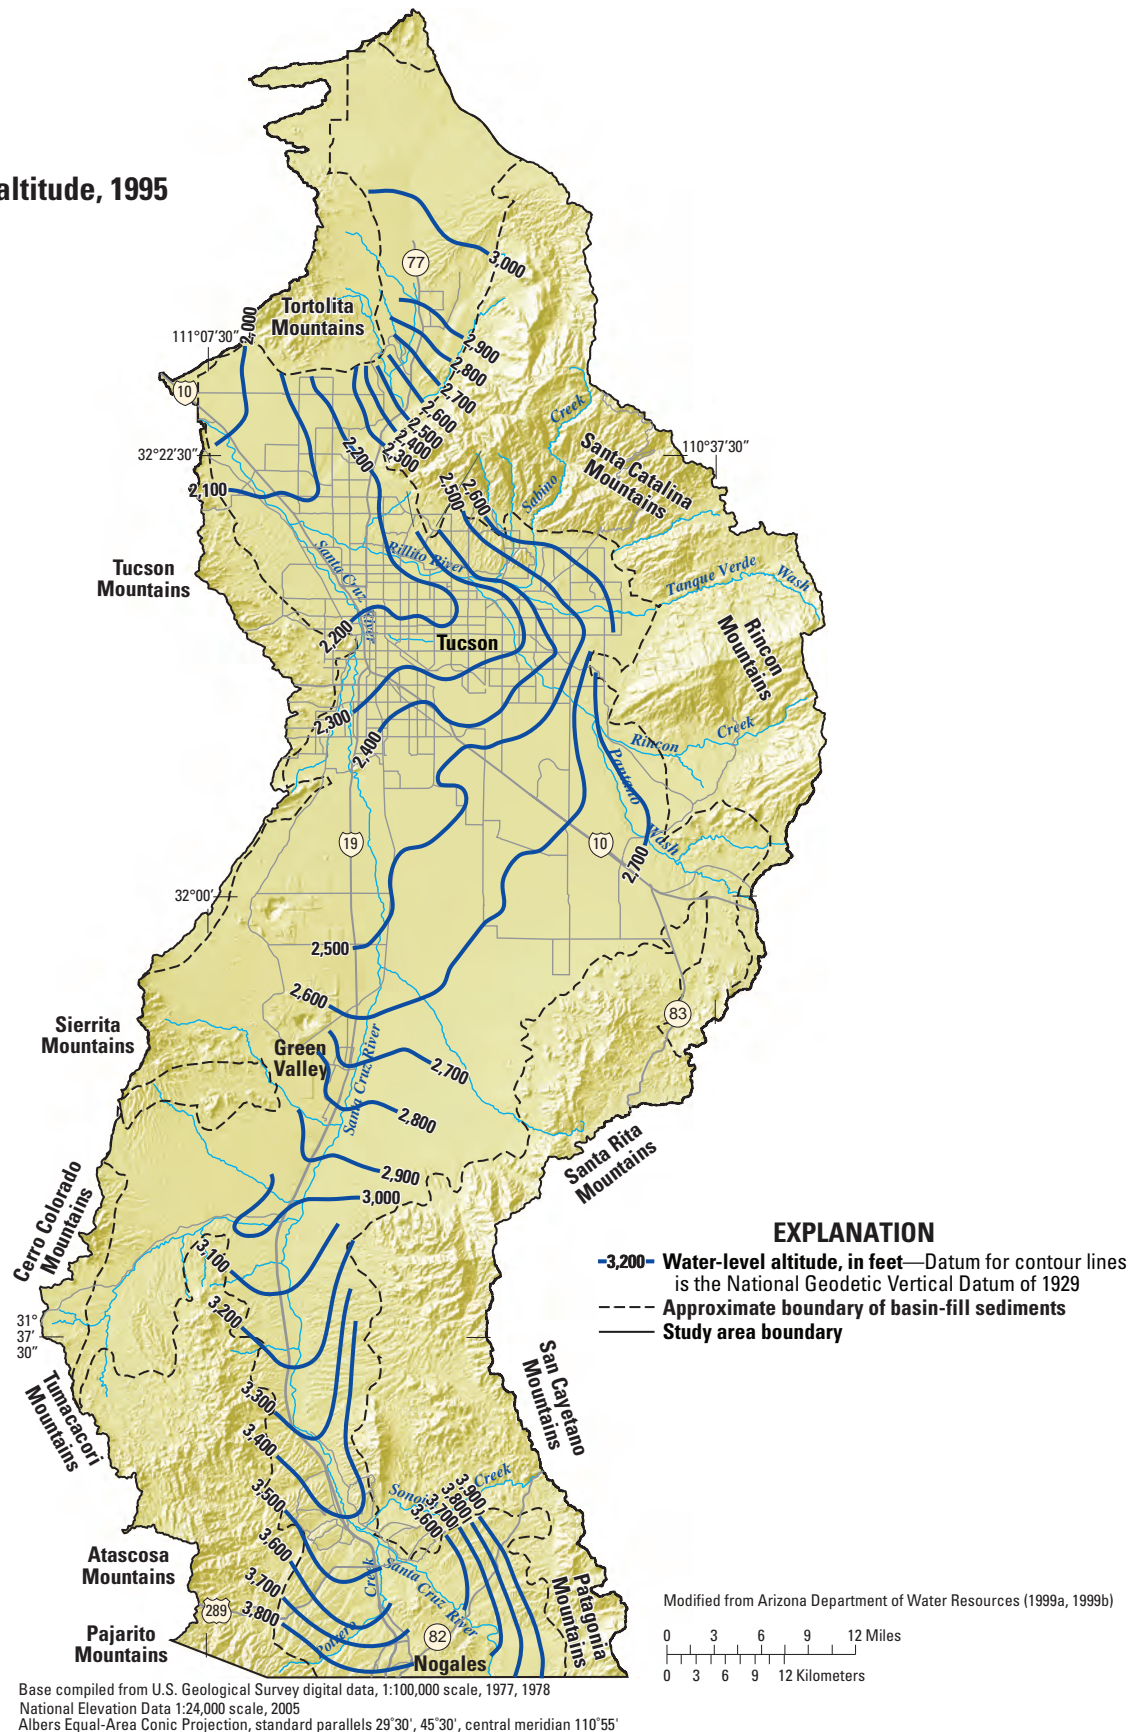 altitude, 1995
3,000
77
Tortolita
Mountains
2,000
111°07'30"
2,900
2,800
2,700
2,600
2,500
2,400
2,300
10
2,200
32°22'30"
2,100
Creek
Sabino
Santa Catalina
Mountains
110°37'30"
2,500
2,600
Tucson
Mountains
Santa Cruz
River
Rillito River
Tanque Verde
Wash
2,200
Tucson
Rincon
Mountains
2,300
2,400
Rincon
Creek
Pantano
Wash
19
10
2,700
32°00'
2,500
2,600
83
Sierrita
Mountains
Green
Valley
Santa Cruz River
2,700
2,800
Santa Rita
Mountains
2,900
3,000
Cerro Colorado
Mountains
3,100
3,200
31°
37'
30"
EXPLANATION
3,200 Water-level altitude, in feet—Datum for contour lines
is the National Geodetic Vertical Datum of 1929
Approximate boundary of basin-fill sediments
Study area boundary
San Cayetano
Mountains
Tumacacori
Mountains
3,300
3,400
3,500
3,600
3,700
3,800
Sonoi
Creek
3,900
3,800
3,700
3,600
Atascosa
Mountains
Creek
Santa Cruz River
Potrero
289
82
Pajarito
Mountains
Nogales
Patagonia
Mountains
Modified from Arizona Department of Water Resources (1999a, 1999b)
0 3 6 9 12 Miles
0 3 6 9 12 Kilometers
Base compiled from U.S. Geological Survey digital data, 1:100,000 scale, 1977, 1978
National Elevation Data 1:24,000 scale, 2005
Albers Equal-Area Conic Projection, standard parallels 29°30', 45°30', central meridian 110°55'